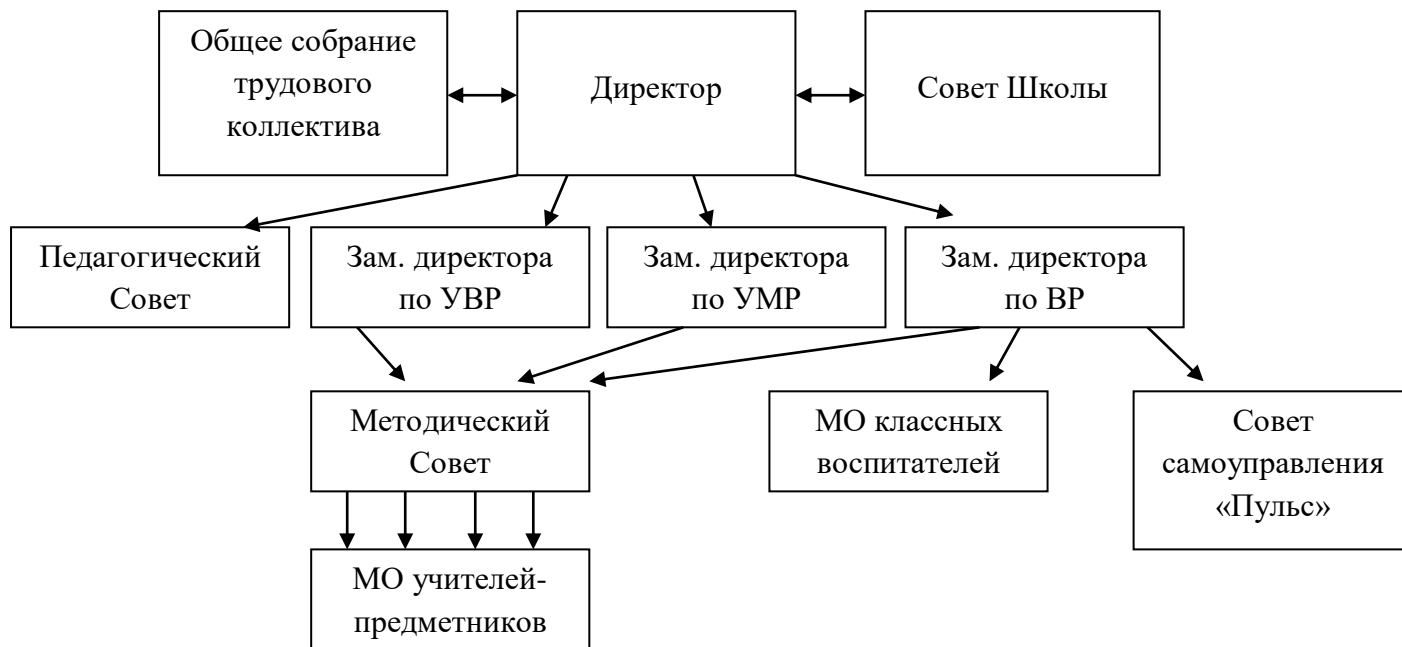 Общее собрание
трудового
коллектива
Директор
Совет Школы
Педагогический
Совет
Зам. директора
по УВР
Зам. директора
по УМР
Зам. директора
по ВР
Методический
Совет
МО классных
воспитателей
Совет
самоуправления
«Пульс»
МО учителей-
предметников